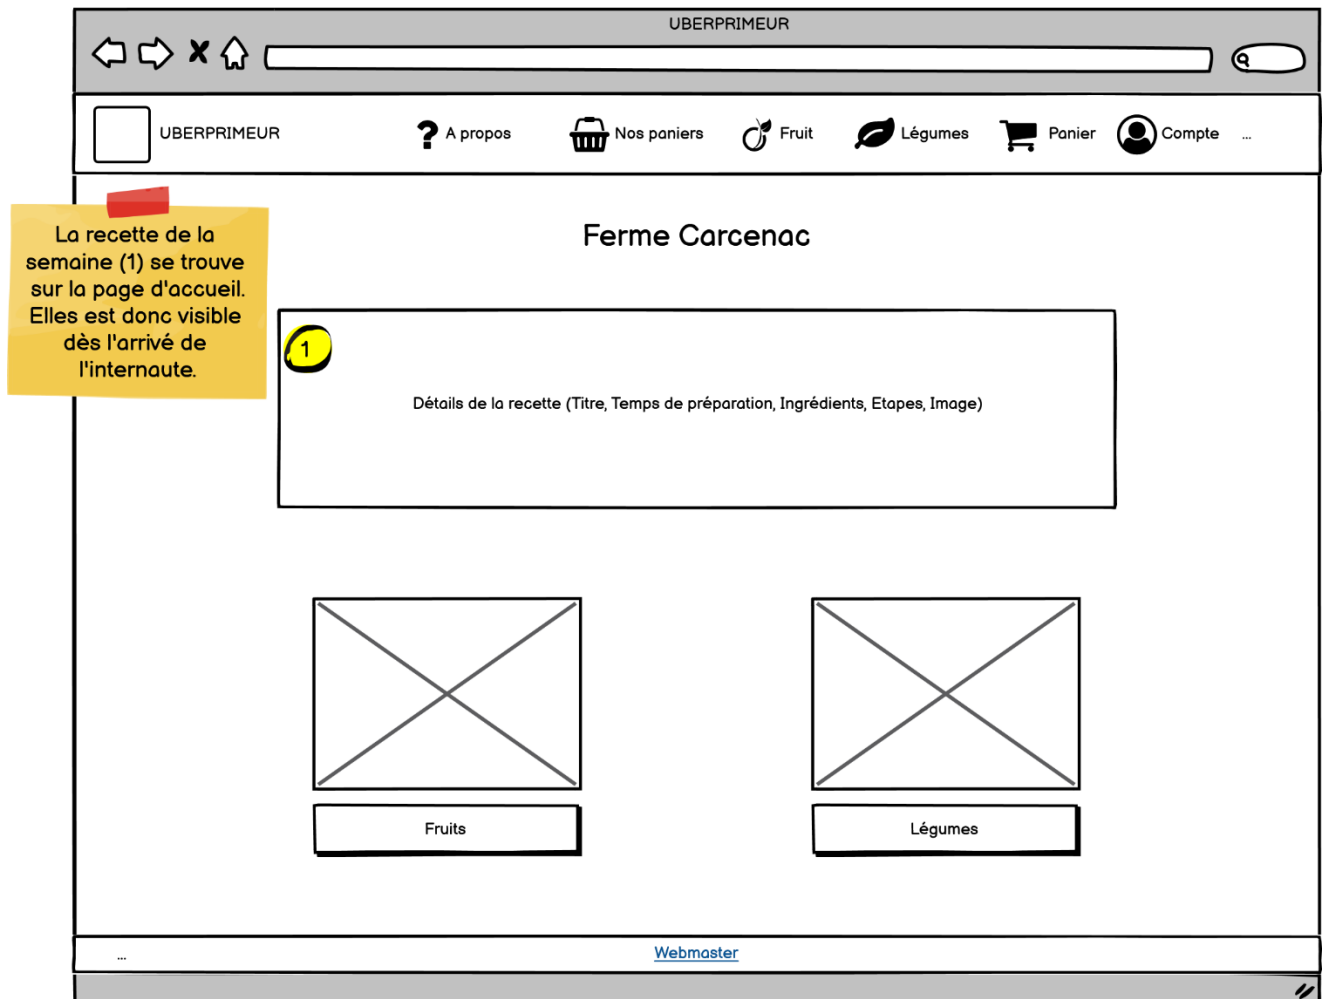 UBERPRIMEUR
UBERPRIMEUR
A propos
Nos paniers
Fruit
Légumes
Panier
Compte
...
La recette de la
semaine (1) se trouve
sur la page d'accueil.
Elles est donc visible
dès l'arrivé de
l'internaute.
Ferme Carcenac
1
Détails de la recette (Titre, Temps de préparation, Ingrédients, Etapes, Image)
Fruits
Légumes
...
Webmaster